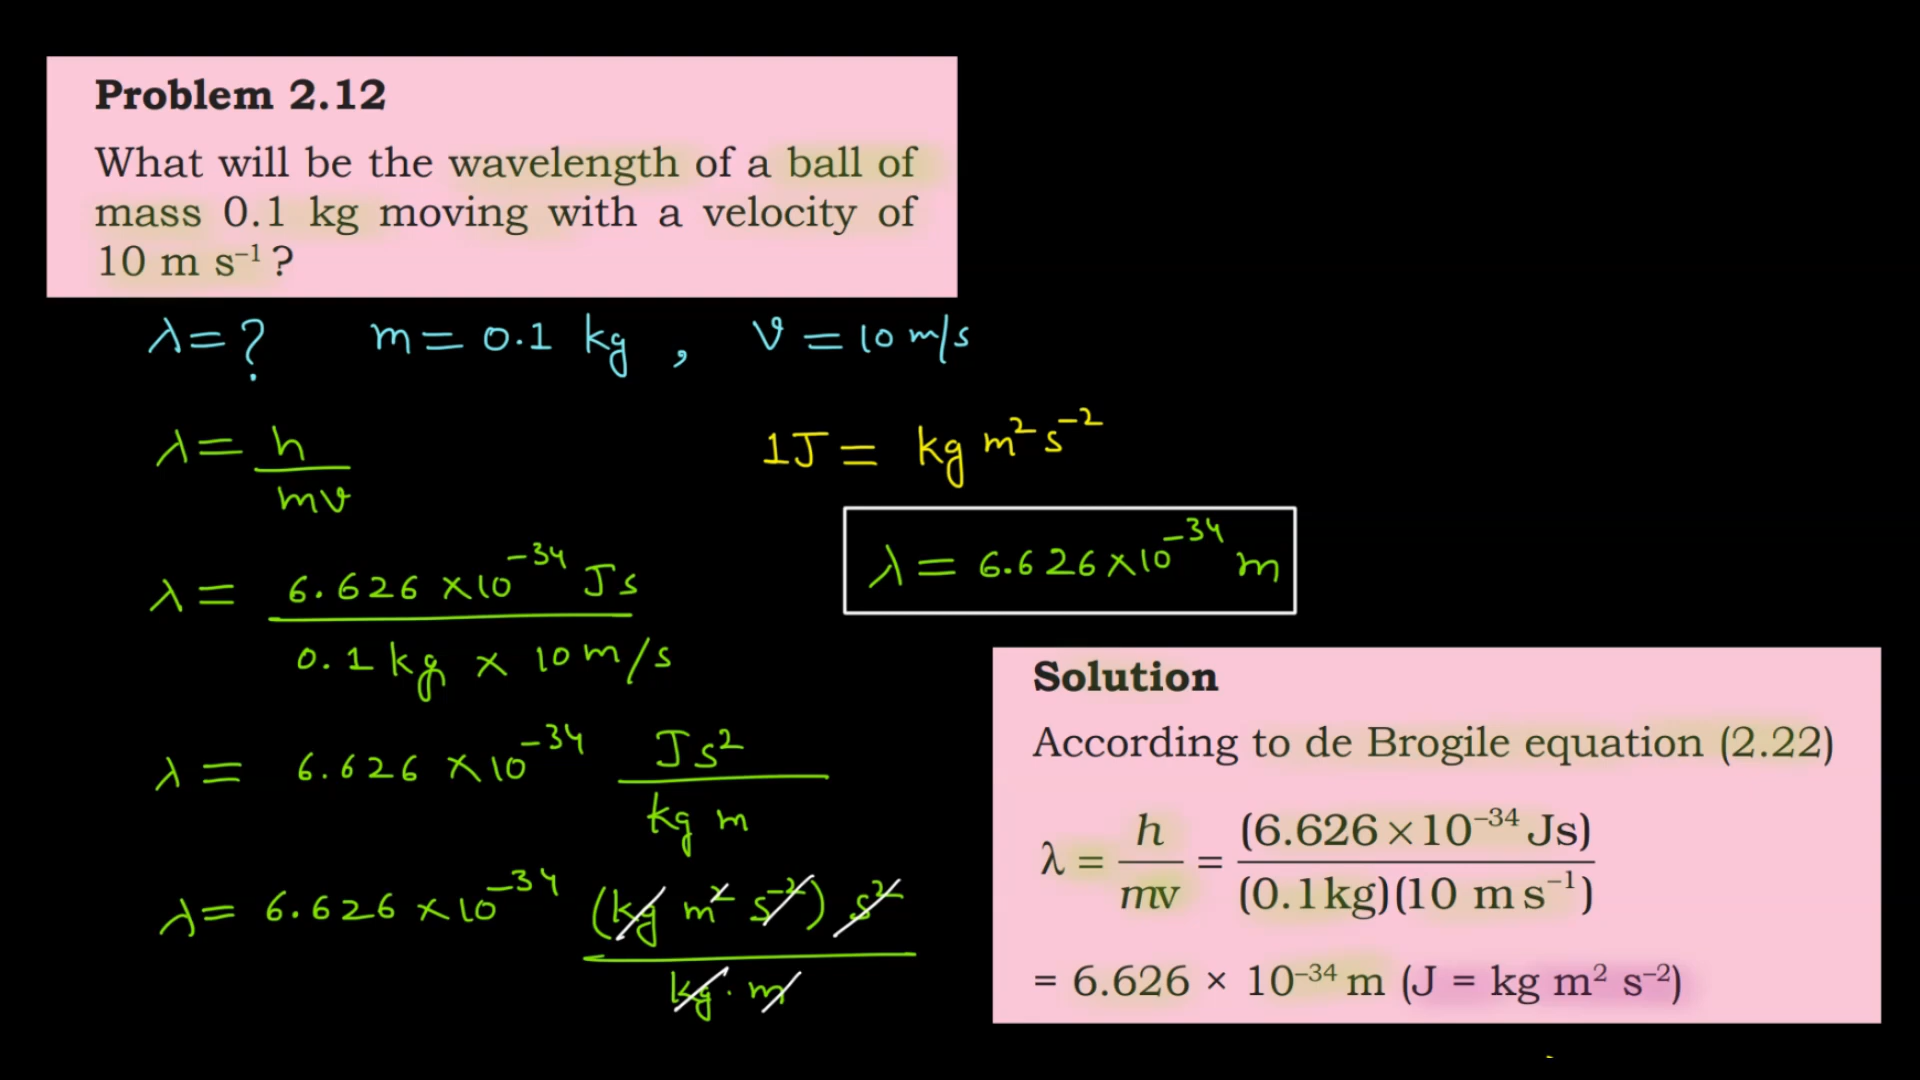 Problem 2.12
What will be the wavelength of a ball of
mass 0.1 kg moving with a velocity of
10 m s⁻¹ ?
λ = ? m = 0.1 kg , v = 10 m/s
λ = h / mv
1J = kg m² s⁻²
λ = 6.626 × 10⁻³⁴ Js / 0.1 kg × 10 m/s
λ = 6.626 × 10⁻³⁴ m
λ = 6.626 × 10⁻³⁴ Js² / kg m
λ = 6.626 × 10⁻³⁴ (kg m² s⁻²) s² / kg . m
Solution
According to de Brogile equation (2.22)
λ = h / mv = (6.626 × 10⁻³⁴ Js) / (0.1 kg)(10 m s⁻¹)
= 6.626 × 10⁻³⁴ m (J = kg m² s⁻²)